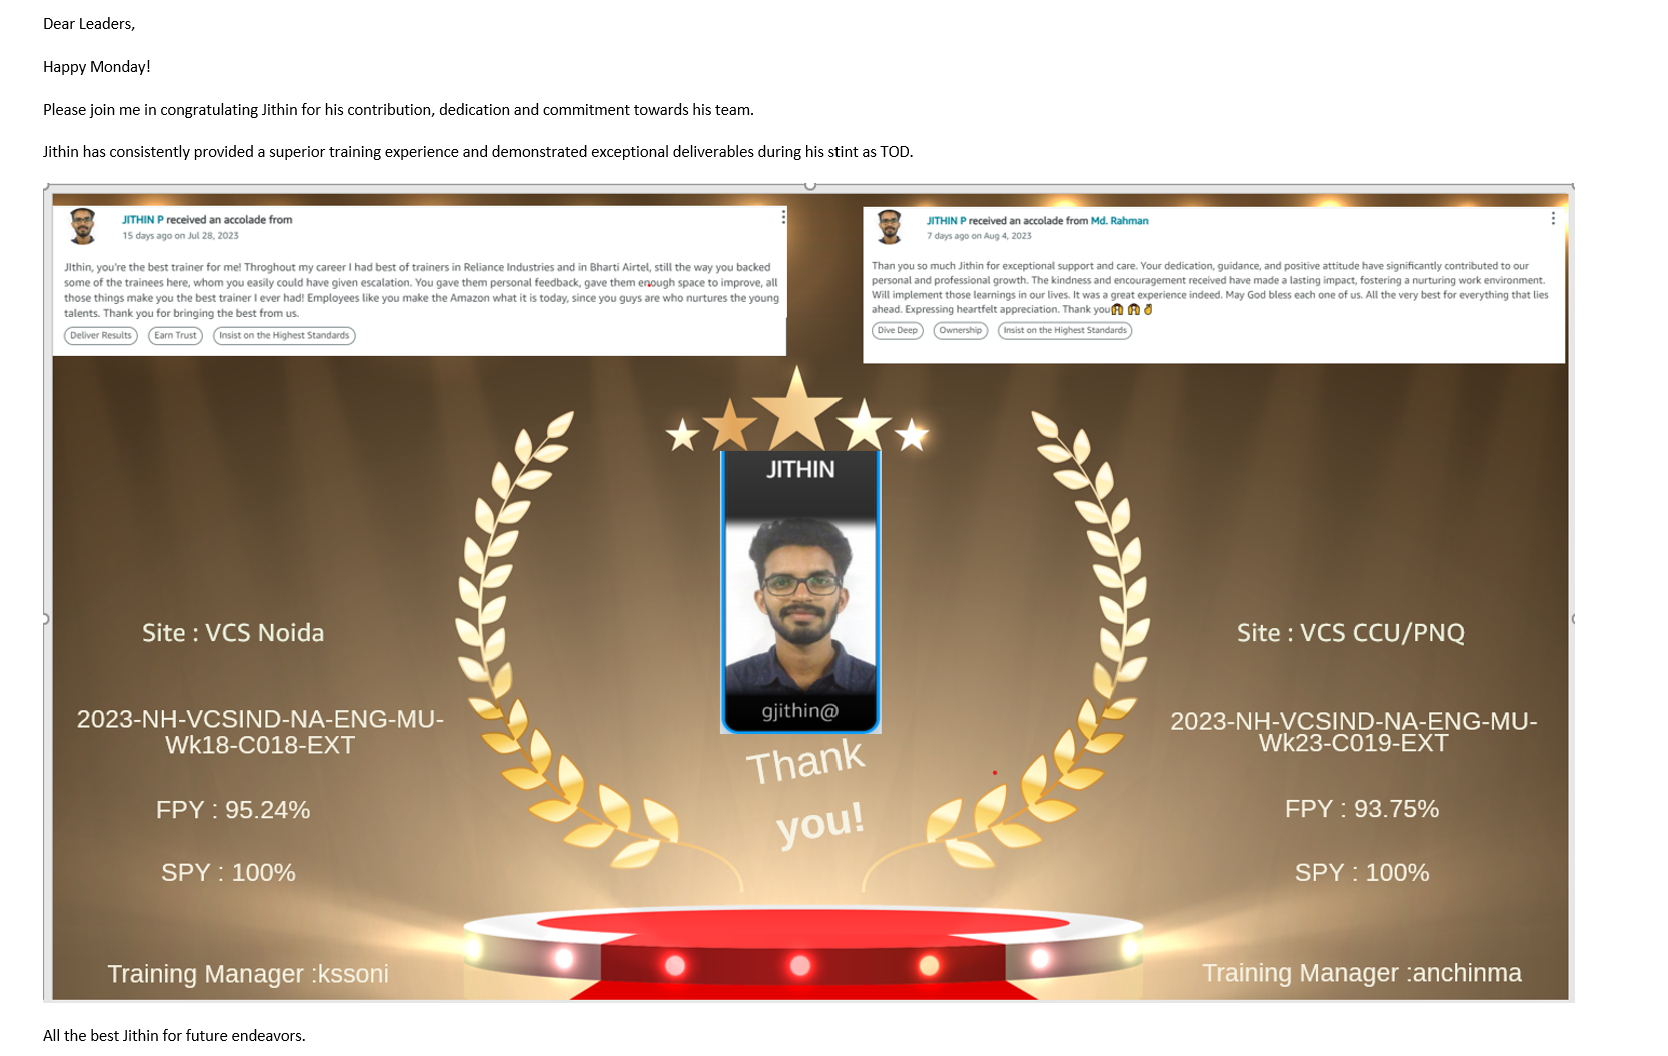 Dear Leaders,
Happy Monday!
Please join me in congratulating Jithin for his contribution, dedication and commitment towards his team.
Jithin has consistently provided a superior training experience and demonstrated exceptional deliverables during his stint as TOD.
JITHIN P received an accolade from
15 days ago on Jul 28, 2023
JIthin, you're the best trainer for me! Throghout my career I had best of trainers in Reliance Industries and in Bharti Airtel, still the way you backed
some of the trainees here, whom you easily could have given escalation. You gave them personal feedback, gave them enough space to improve, all
those things make you the best trainer I ever had! Employees like you make the Amazon what it is today, since you guys are who nurtures the young
talents. Thank you for bringing the best from us.
Deliver Results Earn Trust Insist on the Highest Standards
JITHIN P received an accolade from Md. Rahman
7 days ago on Aug 4, 2023
Than you so much Jithin for exceptional support and care. Your dedication, guidance, and positive attitude have significantly contributed to our
personal and professional growth. The kindness and encouragement received have made a lasting impact, fostering a nurturing work environment.
Will implement those learnings in our lives. It was a great experience indeed. May God bless each one of us. All the very best for everything that lies
ahead. Expressing heartfelt appreciation. Thank you
Dive Deep Ownership Insist on the Highest Standards
JITHIN
gjithin@
Thank
you!
Site : VCS Noida
2023-NH-VCSIND-NA-ENG-MU-
Wk18-C018-EXT
FPY : 95.24%
SPY : 100%
Training Manager :kssoni
Site : VCS CCU/PNQ
2023-NH-VCSIND-NA-ENG-MU-
Wk23-C019-EXT
FPY : 93.75%
SPY : 100%
Training Manager :anchinma
All the best Jithin for future endeavors.